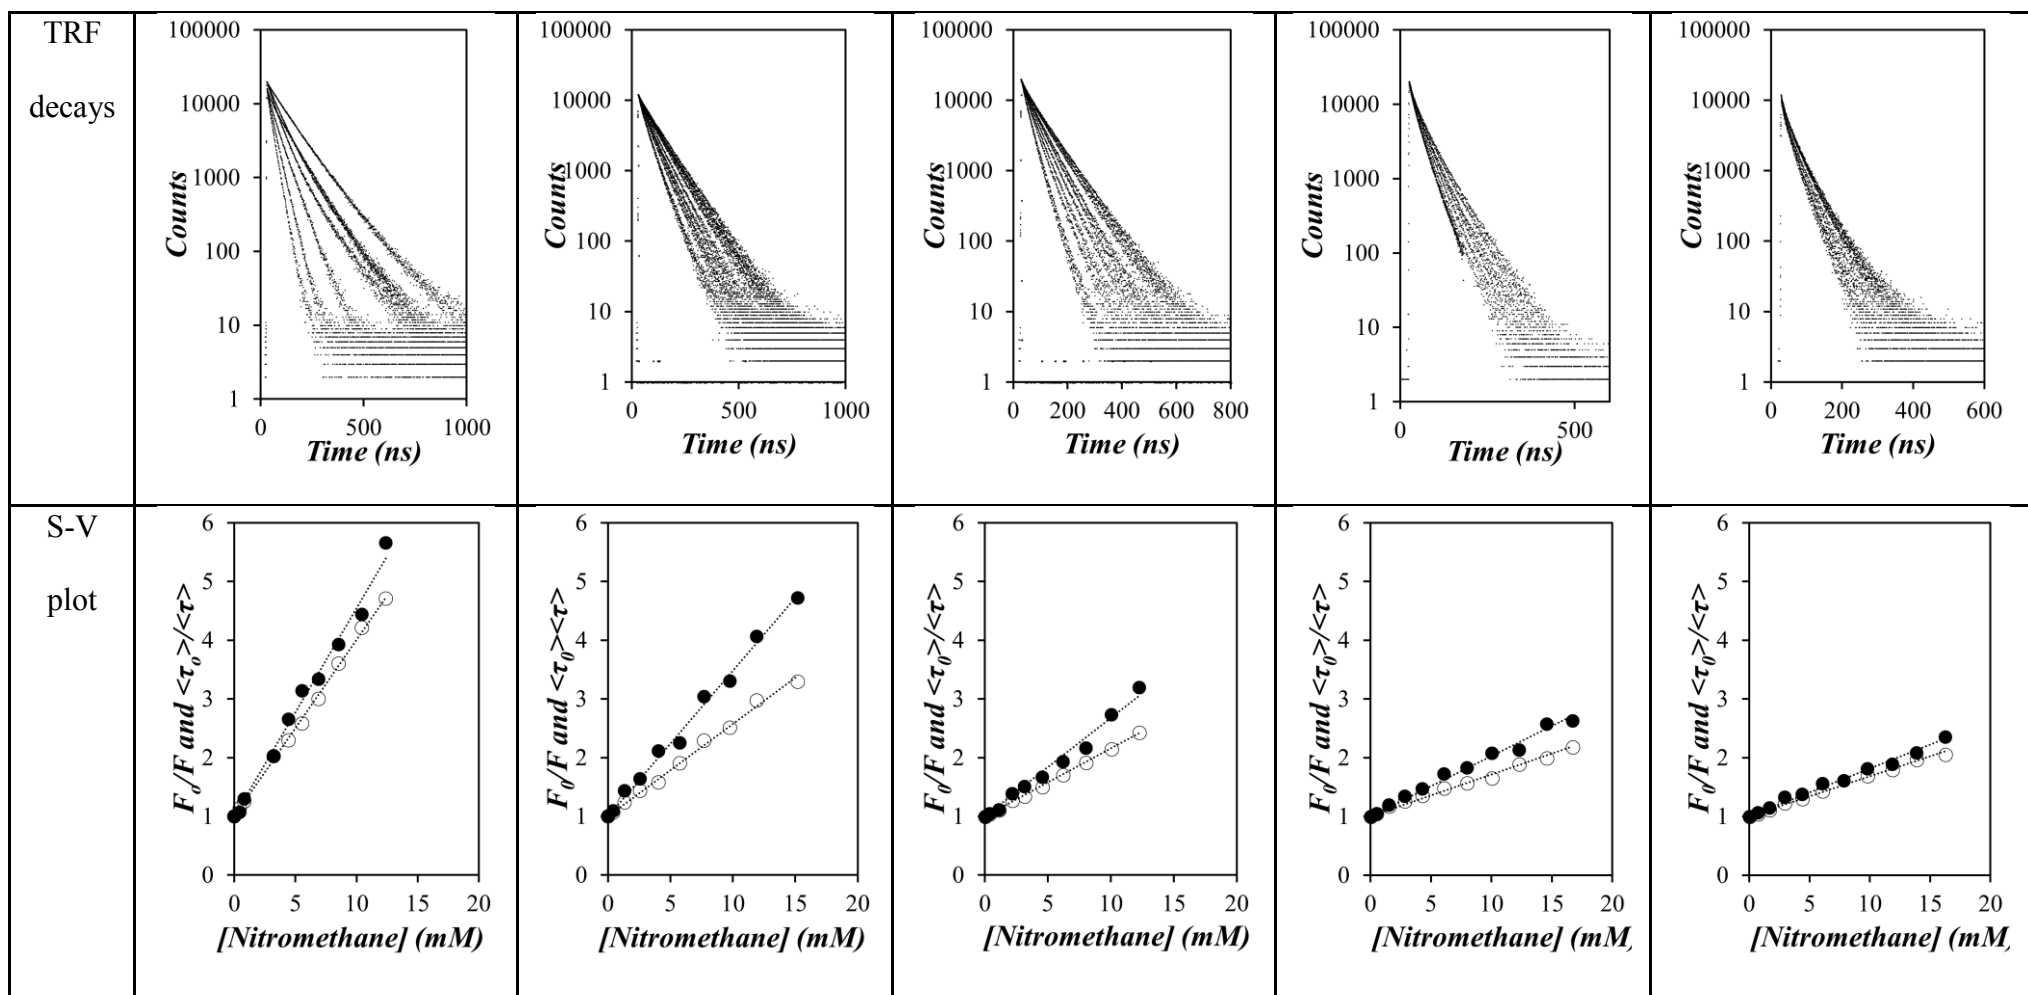 TRF
decays
100000
10000
1000
100
10
1
Counts
0 500 1000
Time (ns)
100000
10000
1000
100
10
1
Counts
0 500 1000
Time (ns)
100000
10000
1000
100
10
1
Counts
0 200 400 600 800
Time (ns)
100000
10000
1000
100
10
1
Counts
0 500
Time (ns)
100000
10000
1000
100
10
1
Counts
0 200 400 600
Time (ns)
S-V
plot
6
5
4
3
2
1
0
F₀/F and <τₒ>/<τ>
0 5 10 15 20
[Nitromethane] (mM)
6
5
4
3
2
1
0
F₀/F and <τ₀><τ>
0 5 10 15 20
[Nitromethane] (mM)
6
5
4
3
2
1
0
F₀/F and <τ₀>/<τ>
0 5 10 15 20
[Nitromethane] (mM)
6
5
4
3
2
1
0
F₀/F and <τ₀>/<τ>
0 5 10 15 20
[Nitromethane] (mM
6
5
4
3
2
1
0
F₀/F and <τ₀>/<τ>
0 5 10 15 20
[Nitromethane] (mM